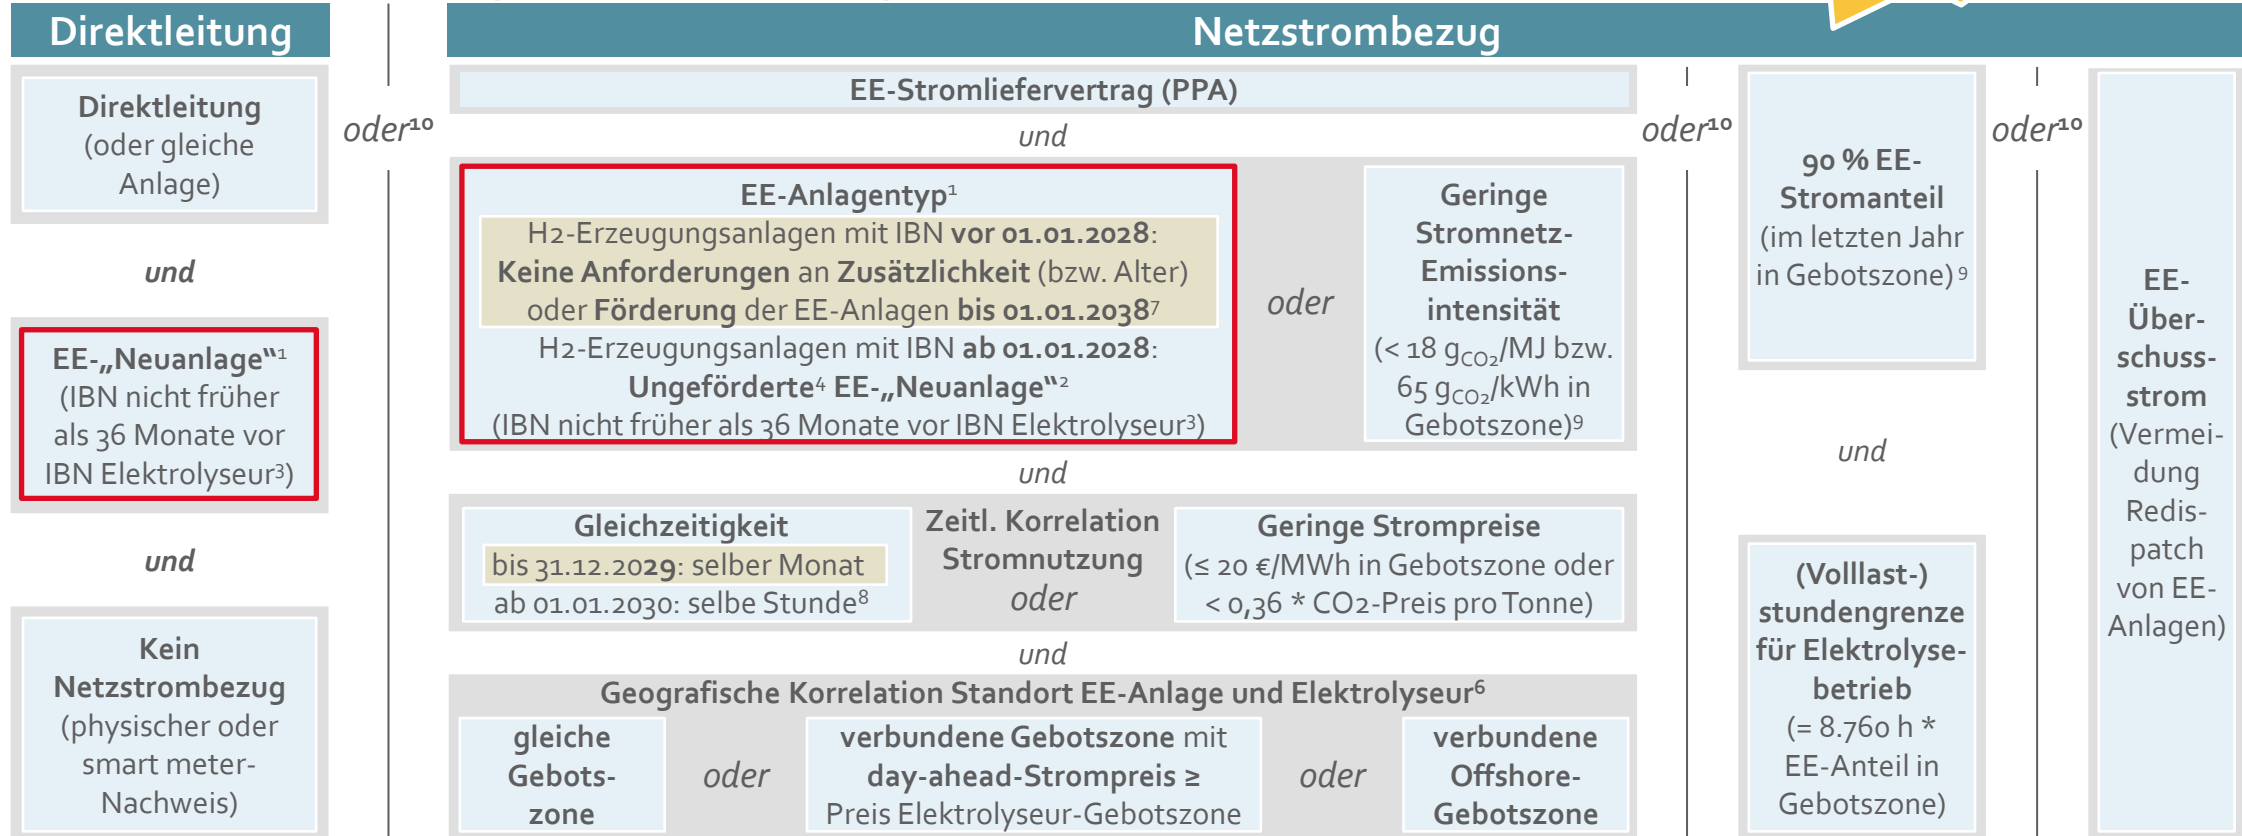 Direktleitung
Direktleitung
(oder gleiche
Anlage)
und
EE-„Neuanlage“¹
(IBN nicht früher
als 36 Monate vor
IBN Elektrolyseur³)
und
Kein
Netzstrombezug
(physischer oder
smart meter-
Nachweis)
oder¹⁰
Netzstrombezug
EE-Stromliefervertrag (PPA)
und
EE-Anlagentyp¹
H2-Erzeugungsanlagen mit IBN vor 01.01.2028:
Keine Anforderungen an Zusätzlichkeit (bzw. Alter)
oder Förderung der EE-Anlagen bis 01.01.2038⁷
H2-Erzeugungsanlagen mit IBN ab 01.01.2028:
Ungeförderte⁴ EE-„Neuanlage“²
(IBN nicht früher als 36 Monate vor IBN Elektrolyseur³)
oder
Geringe
Stromnetz-
Emissions-
intensität
(< 18 g_CO2/MJ bzw.
65 g_CO2/kWh in
Gebotszone)⁹
und
Gleichzeitigkeit
bis 31.12.2029: selber Monat
ab 01.01.2030: selbe Stunde⁸
Zeitl. Korrelation
Stromnutzung
oder
Geringe Strompreise
(≤ 20 €/MWh in Gebotszone oder
< 0,36 * CO2-Preis pro Tonne)
und
Geografische Korrelation Standort EE-Anlage und Elektrolyseur⁶
gleiche
Gebots-
zone
oder
verbundene Gebotszone mit
day-ahead-Strompreis ≥
Preis Elektrolyseur-Gebotszone
oder
verbundene
Offshore-
Gebotszone
oder¹⁰
90 % EE-
Stromanteil
(im letzten Jahr
in Gebotszone)⁹
und
(Volllast-)
stundengrenze
für Elektrolyse-
betrieb
(= 8.760 h *
EE-Anteil in
Gebotszone)
oder¹⁰
EE-
Über-
schuss-
strom
(Vermei-
dung
Redis-
patch
von EE-
Anlagen)